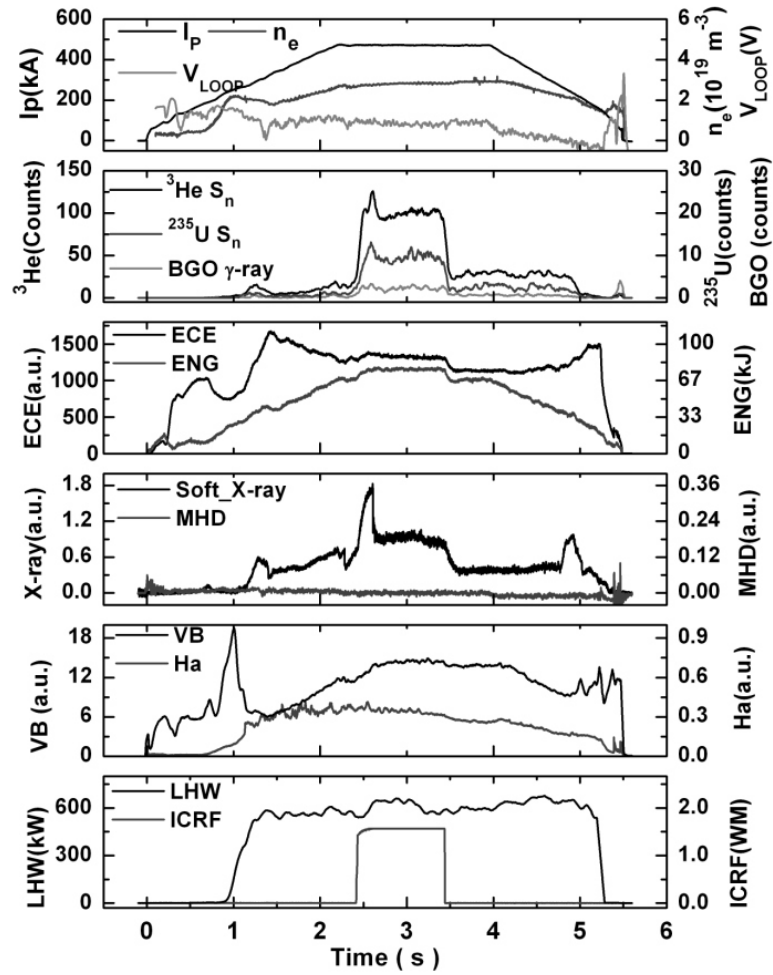 Ip(kA)
600
400
200
0
I_P
n_e
V_LOOP
6
4
2
0
n_e(10^19 m^-3)
V_LOOP(V)
³He(Counts)
150
100
50
0
³He S_n
²³⁵U S_n
BGO γ-ray
30
20
10
0
²³⁵U(counts)
BGO (counts)
ECE(a.u.)
1500
1000
500
0
ECE
ENG
100
67
33
0
ENG(kJ)
X-ray(a.u.)
1.8
1.2
0.6
0.0
Soft_X-ray
MHD
0.36
0.24
0.12
0.00
MHD(a.u.)
VB (a.u.)
18
12
6
0
VB
Ha
0.9
0.6
0.3
0.0
Ha(a.u.)
LHW(kW)
600
300
0
LHW
ICRF
2.0
1.0
0.0
ICRF(WM)
0 1 2 3 4 5 6
Time ( s )